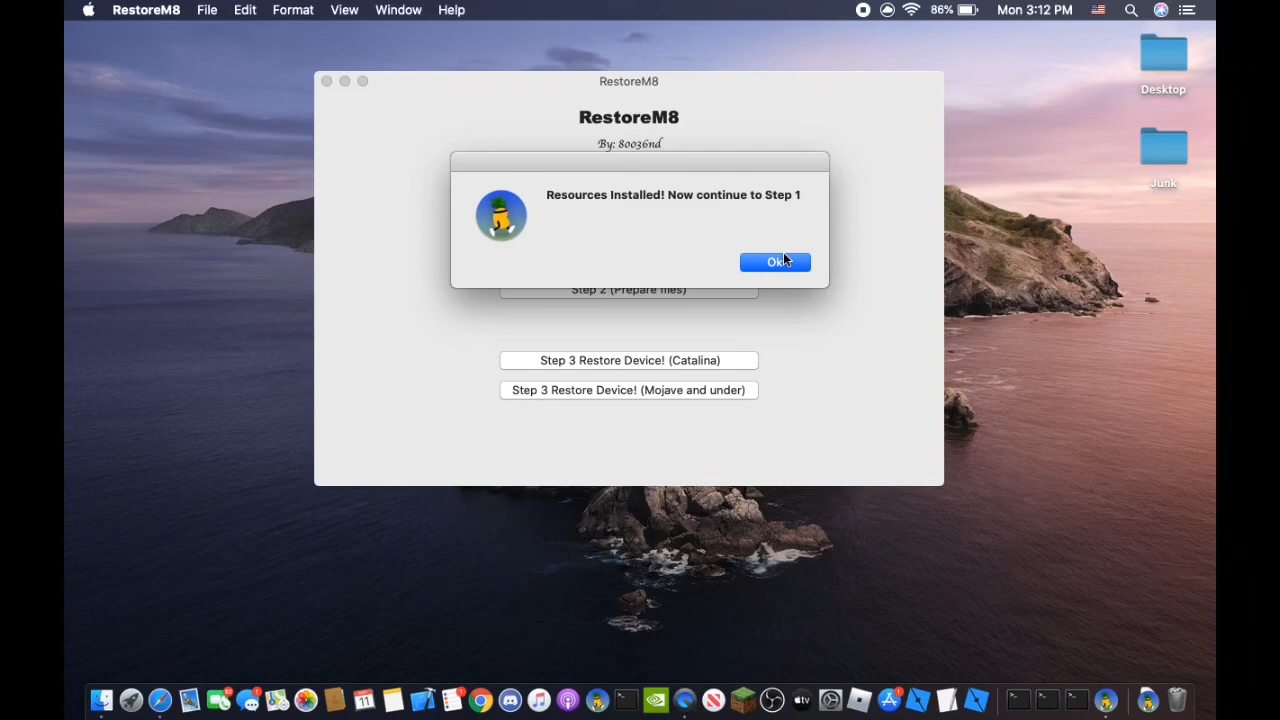 RestoreM8 File Edit Format View Window Help 86% Mon 3:12 PM
Desktop
Junk
RestoreM8
RestoreM8
By: 80036nd
Resources Installed! Now continue to Step 1
Ok
Step 2 (Prepare files)
Step 3 Restore Device! (Catalina)
Step 3 Restore Device! (Mojave and under)
tv